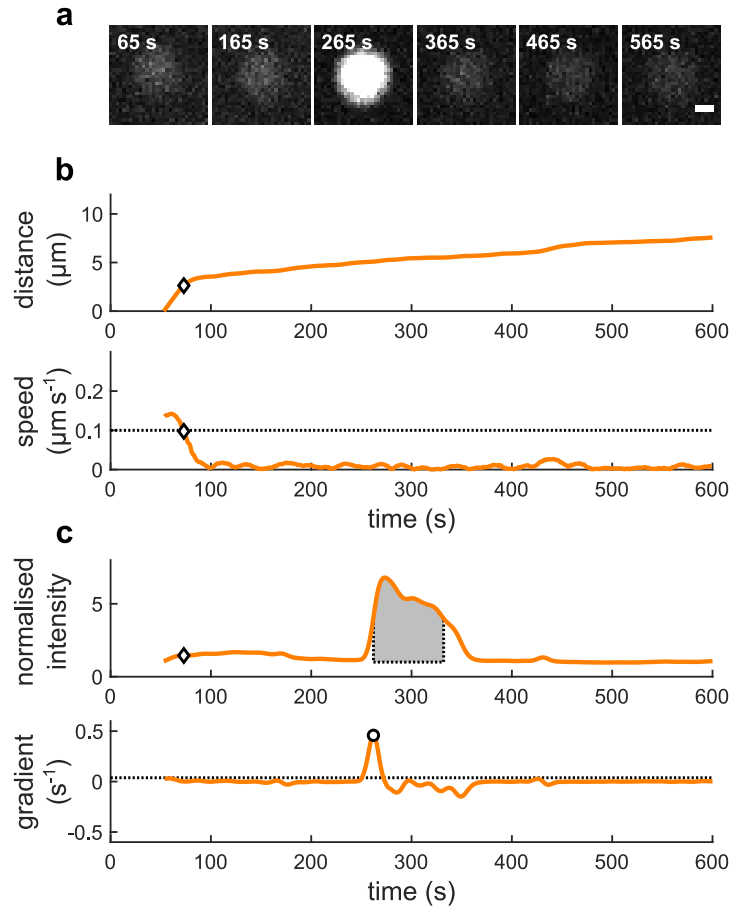 a
65 s 165 s 265 s 365 s 465 s 565 s
b
distance
(µm)
10
5
0
0 100 200 300 400 500 600
speed
(µm s⁻¹)
0.2
0.1
0
0 100 200 300 400 500 600
time (s)
c
normalised
intensity
5
0
0 100 200 300 400 500 600
gradient
(s⁻¹)
0.5
0
-0.5
0 100 200 300 400 500 600
time (s)